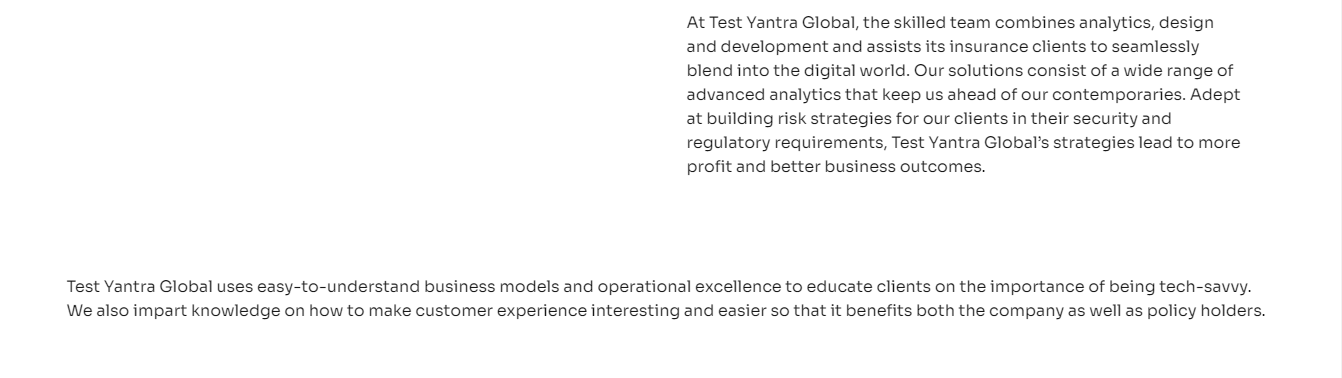 At Test Yantra Global, the skilled team combines analytics, design
and development and assists its insurance clients to seamlessly
blend into the digital world. Our solutions consist of a wide range of
advanced analytics that keep us ahead of our contemporaries. Adept
at building risk strategies for our clients in their security and
regulatory requirements, Test Yantra Global’s strategies lead to more
profit and better business outcomes.
Test Yantra Global uses easy-to-understand business models and operational excellence to educate clients on the importance of being tech-savvy.
We also impart knowledge on how to make customer experience interesting and easier so that it benefits both the company as well as policy holders.